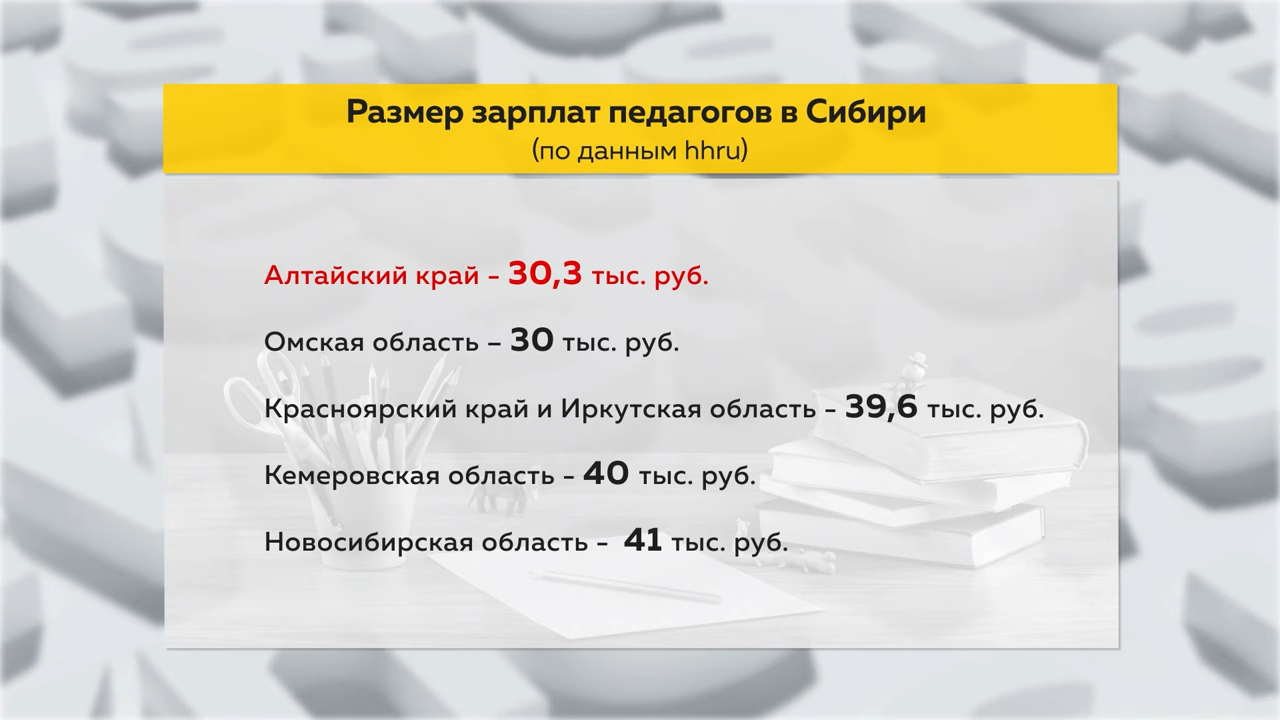 Размер зарплат педагогов в Сибири
(по данным hhru)
Алтайский край - 30,3 тыс. руб.
Омская область – 30 тыс. руб.
Красноярский край и Иркутская область - 39,6 тыс. руб.
Кемеровская область - 40 тыс. руб.
Новосибирская область - 41 тыс. руб.